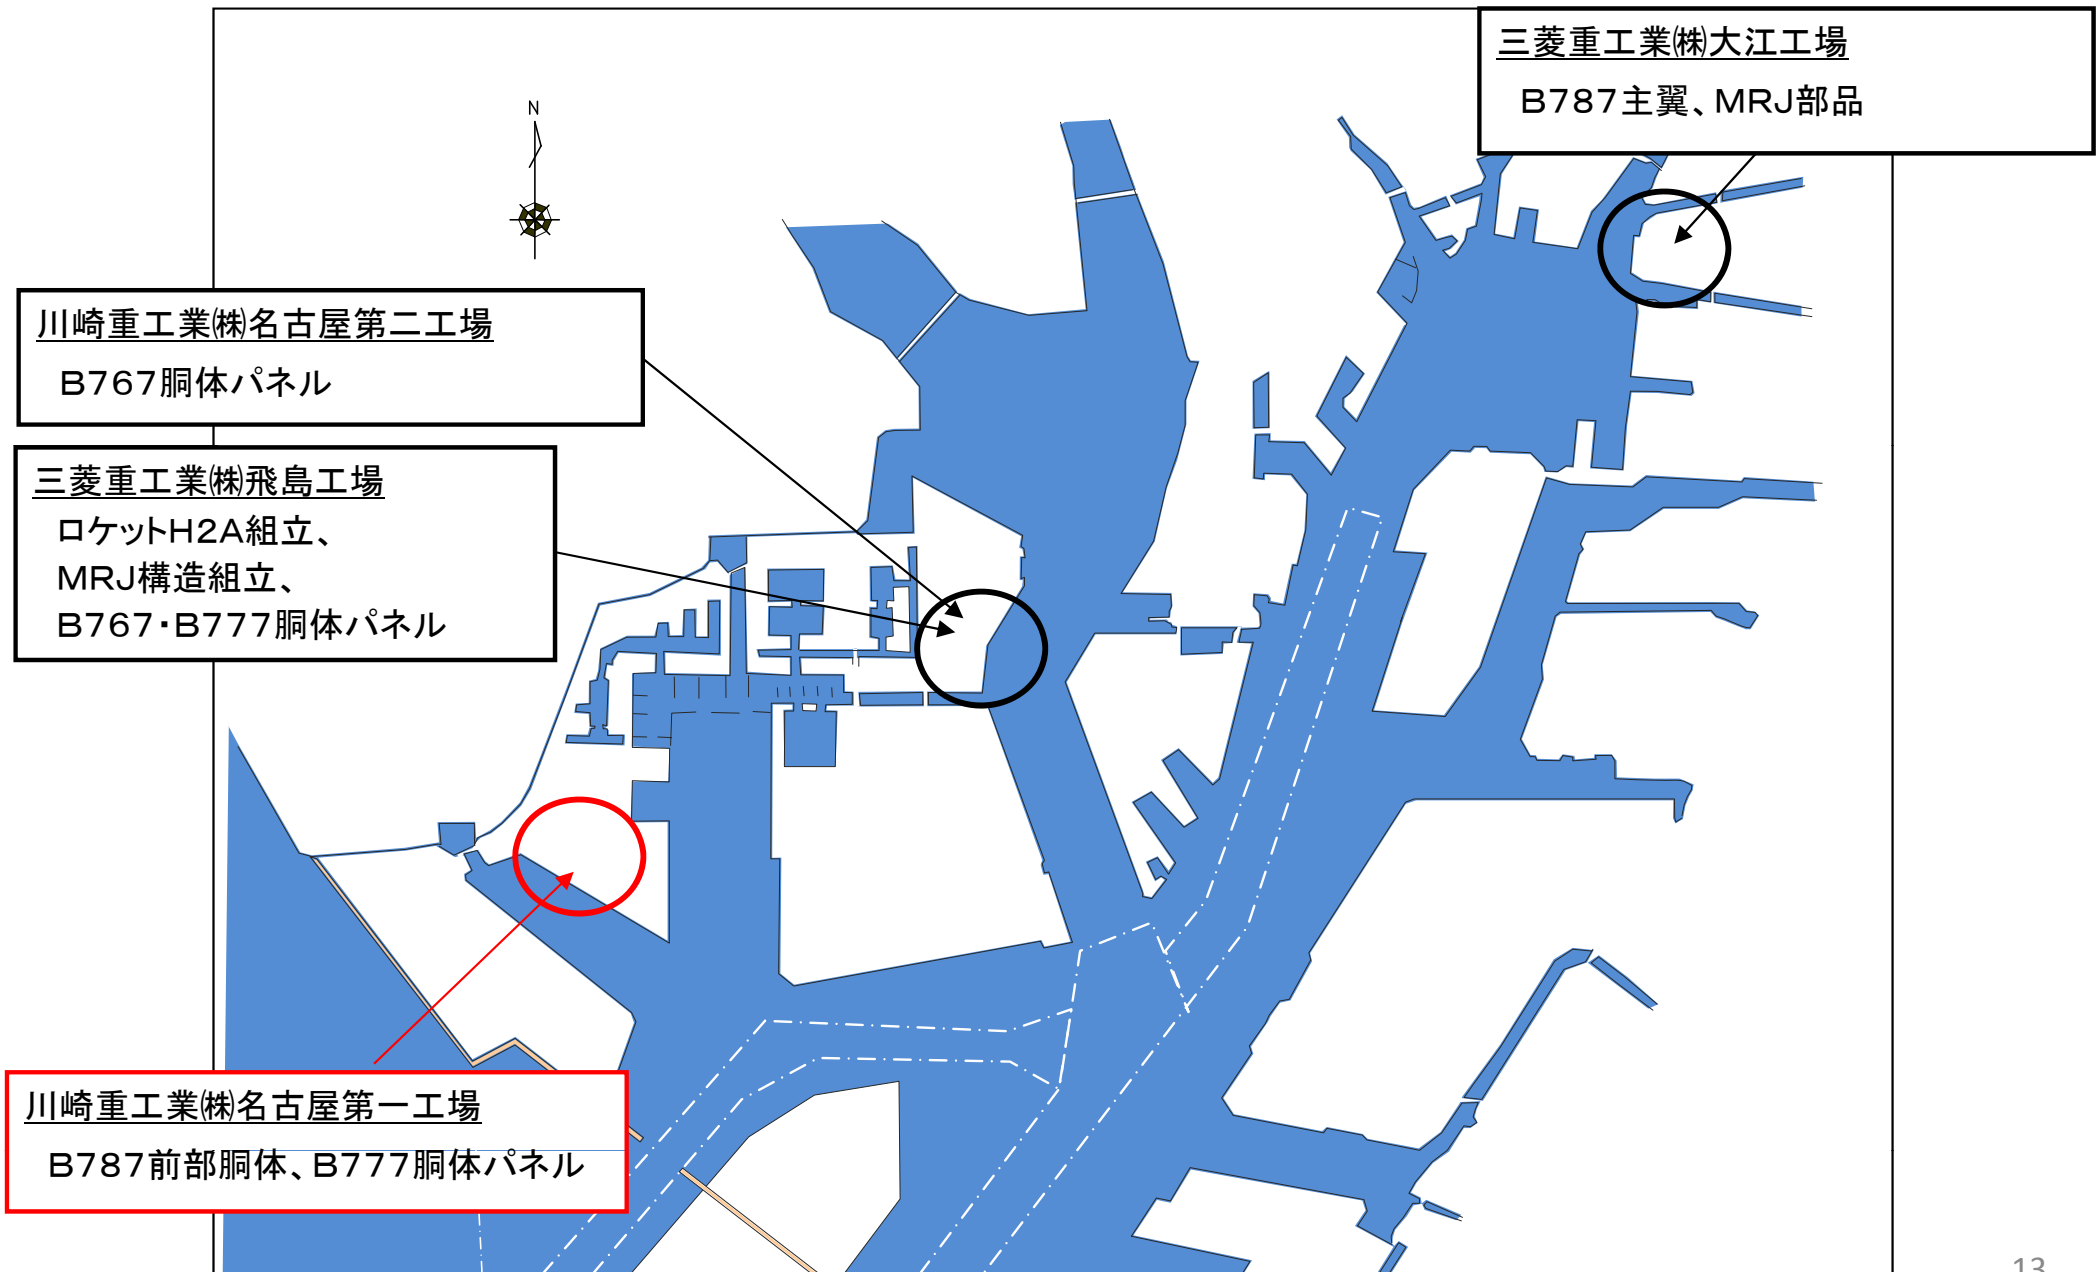 三菱重工業㈱大江工場
B787主翼、MRJ部品
N
川崎重工業㈱名古屋第二工場
B767胴体パネル
三菱重工業㈱飛島工場
ロケットH2A組立、
MRJ構造組立、
B767・B777胴体パネル
川崎重工業㈱名古屋第一工場
B787前部胴体、B777胴体パネル
13